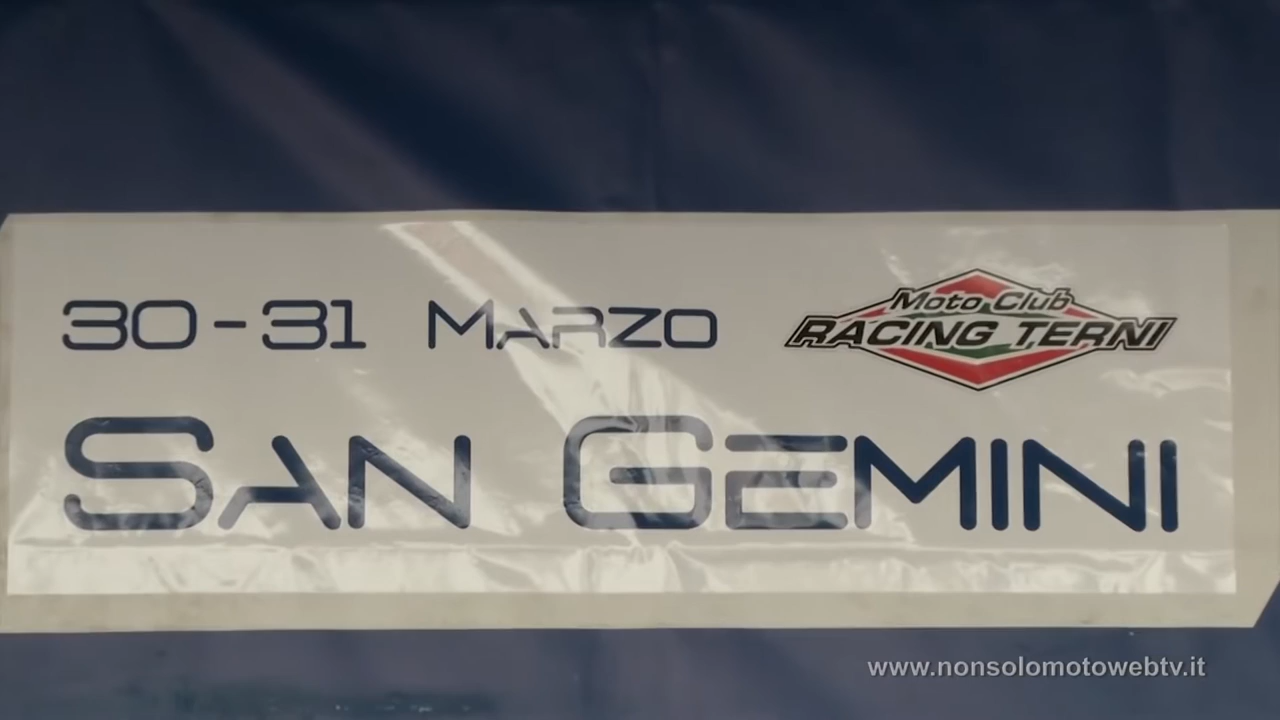 30-31 MARZO
Moto Club
RACING TERNI
SAN GEMINI
www.nonsolomotowebtv.it